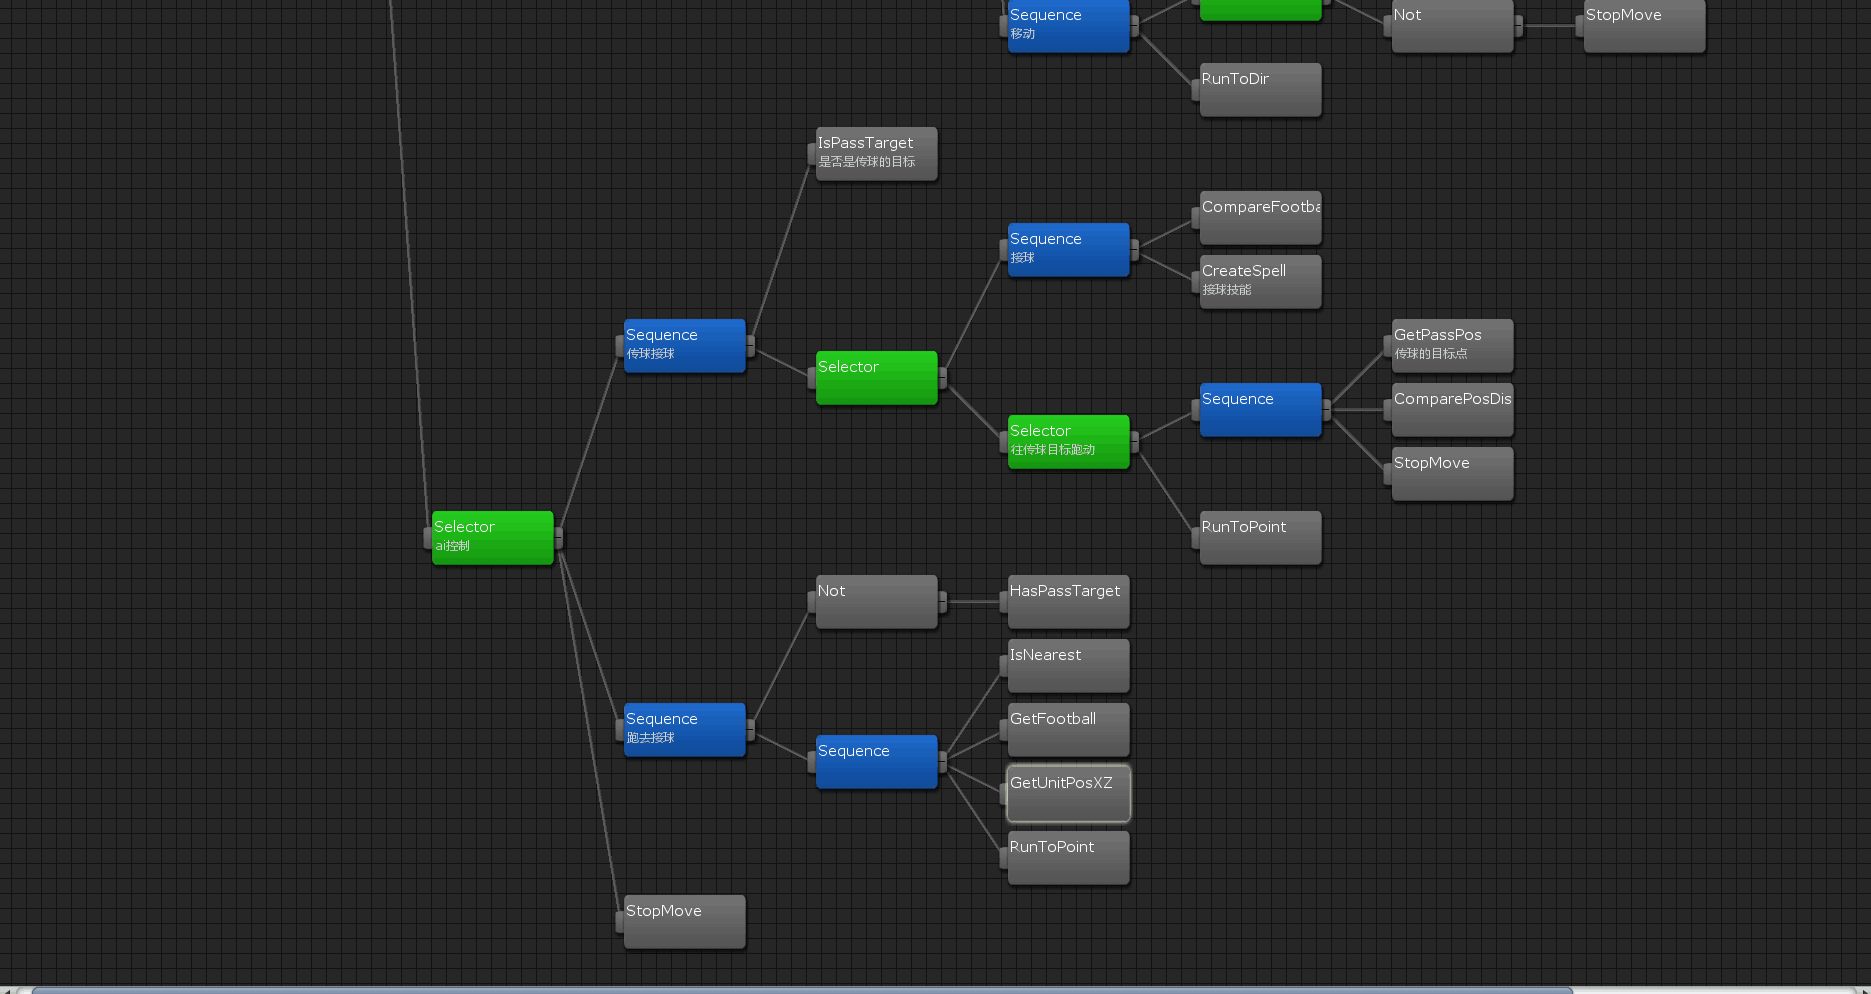 Sequence
移动
Not
StopMove
RunToDir
IsPassTarget
是否是传球的目标
CompareFootba
Sequence
接球
CreateSpell
接球技能
Sequence
传球接球
GetPassPos
传球的目标点
Selector
Sequence
ComparePosDis
Selector
往传球目标跑动
StopMove
Selector
ai控制
RunToPoint
Not
HasPassTarget
IsNearest
Sequence
跑去接球
GetFootball
Sequence
GetUnitPosXZ
RunToPoint
StopMove